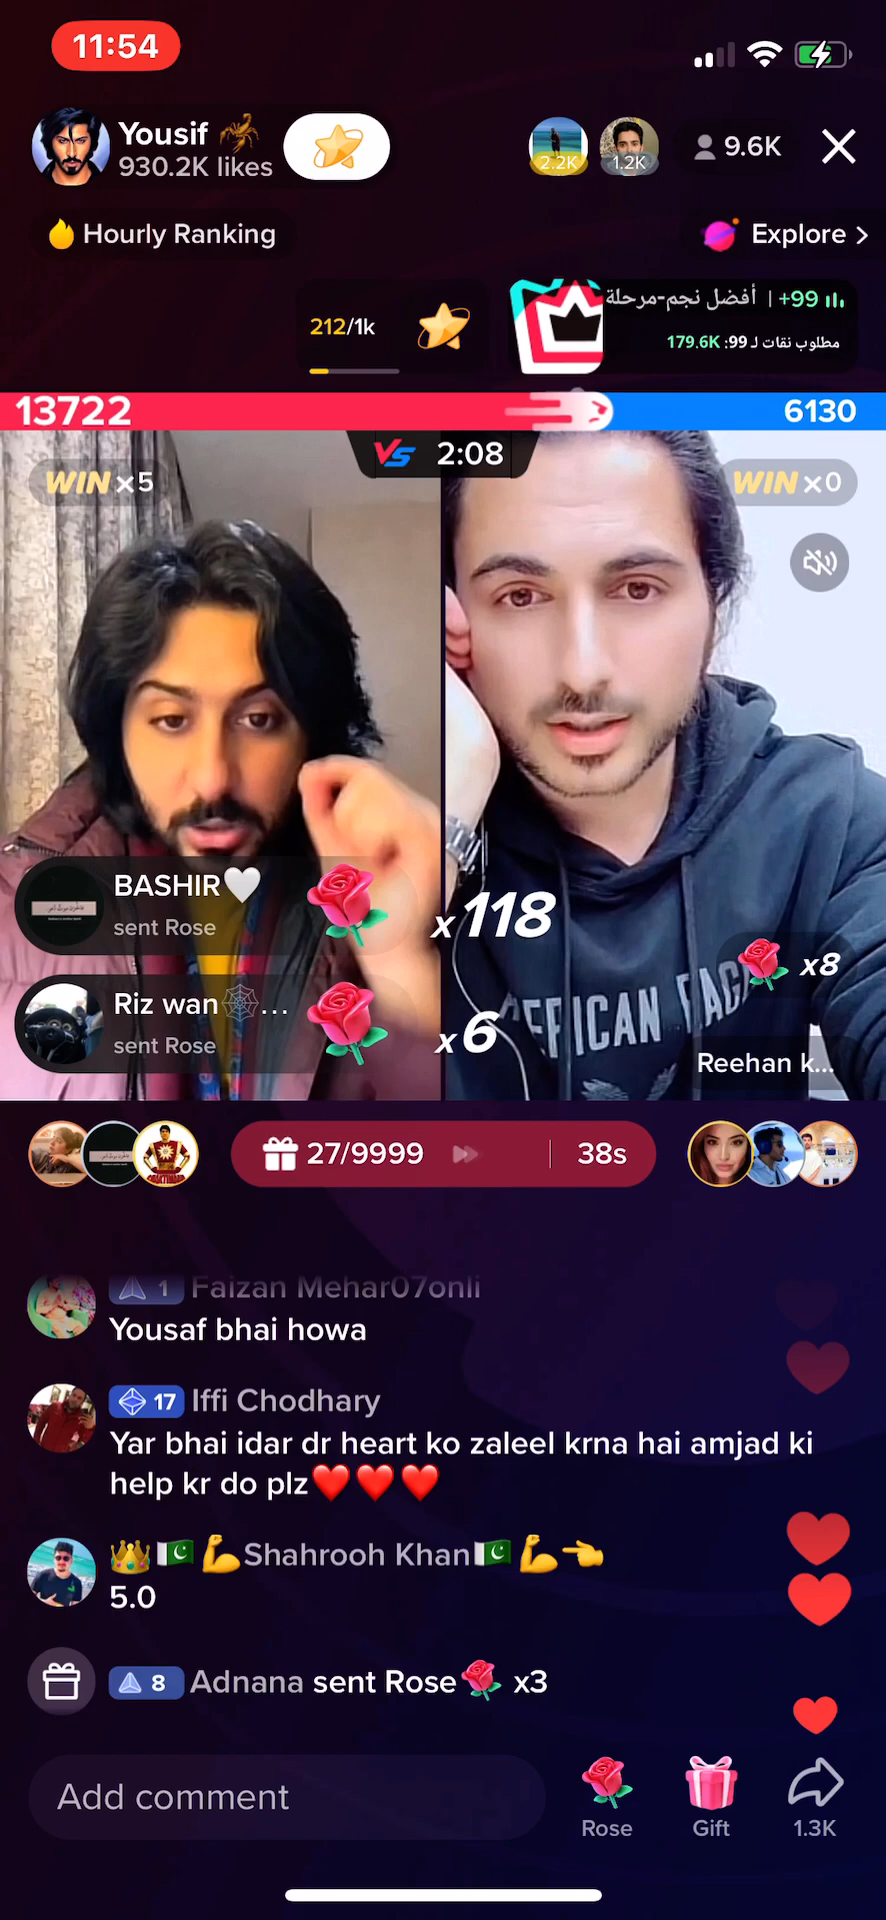 11:54
Yousif 🦂
930.2K likes
2.2K
1.2K
9.6K
Hourly Ranking
Explore >
212/1k
أفضل نجم-مرحلة | +99
مطلوب نقات لـ 99: 179.6K
13722
6130
VS 2:08
WIN x5
WIN x0
BASHIR🤍
sent Rose
x118
Riz wan🕸️...
sent Rose
x6
x8
Reehan k...
27/9999
38s
1 Faizan Mehar07onli
Yousaf bhai howa
17 Iffi Chodhary
Yar bhai idar dr heart ko zaleel krna hai amjad ki
help kr do plz❤️❤️❤️
👑🇵🇰💪Shahrooh Khan🇵🇰💪👈
5.0
8 Adnana sent Rose🌹 x3
Add comment
Rose
Gift
1.3K